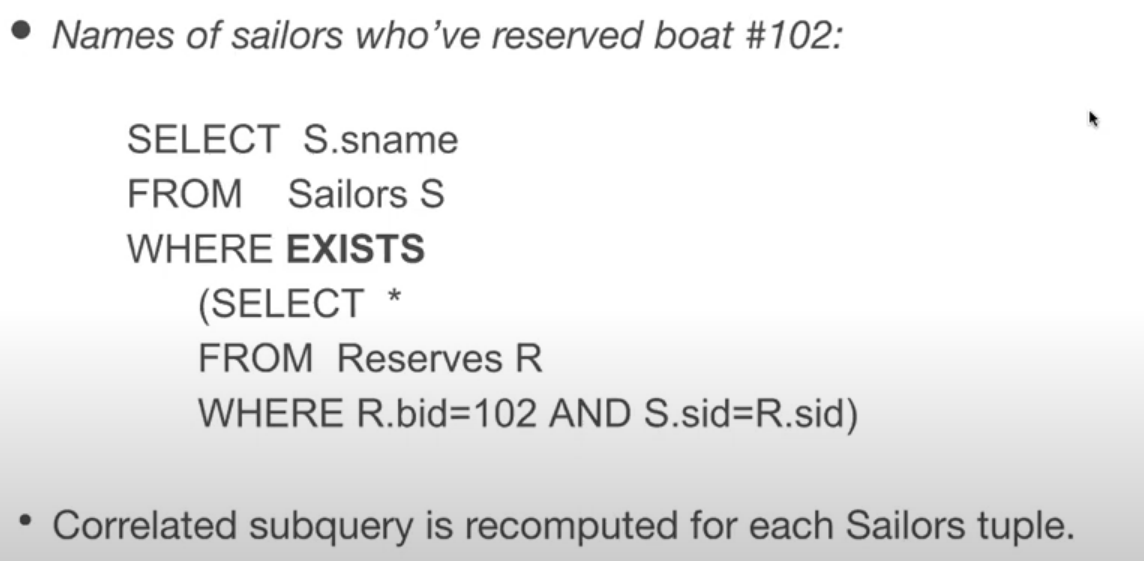 • Names of sailors who’ve reserved boat #102:
SELECT S.sname
FROM Sailors S
WHERE EXISTS
(SELECT *
FROM Reserves R
WHERE R.bid=102 AND S.sid=R.sid)
• Correlated subquery is recomputed for each Sailors tuple.